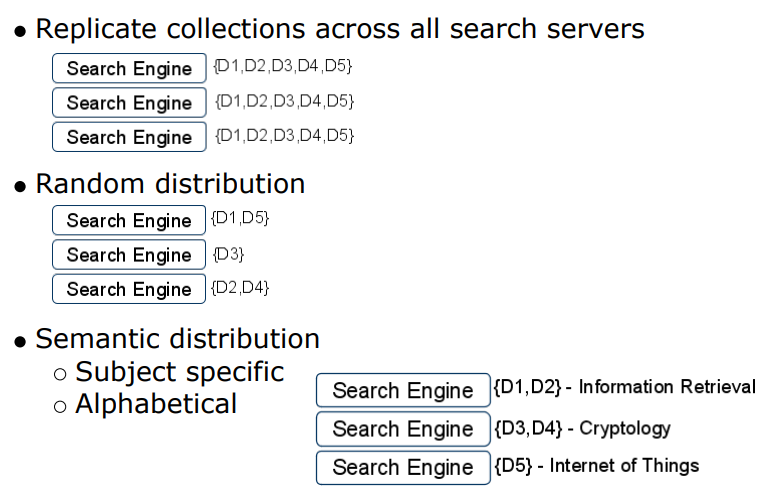 ● Replicate collections across all search servers
Search Engine {D1,D2,D3,D4,D5}
Search Engine {D1,D2,D3,D4,D5}
Search Engine {D1,D2,D3,D4,D5}
● Random distribution
Search Engine {D1,D5}
Search Engine {D3}
Search Engine {D2,D4}
● Semantic distribution
○ Subject specific
○ Alphabetical
Search Engine {D1,D2} - Information Retrieval
Search Engine {D3,D4} - Cryptology
Search Engine {D5} - Internet of Things